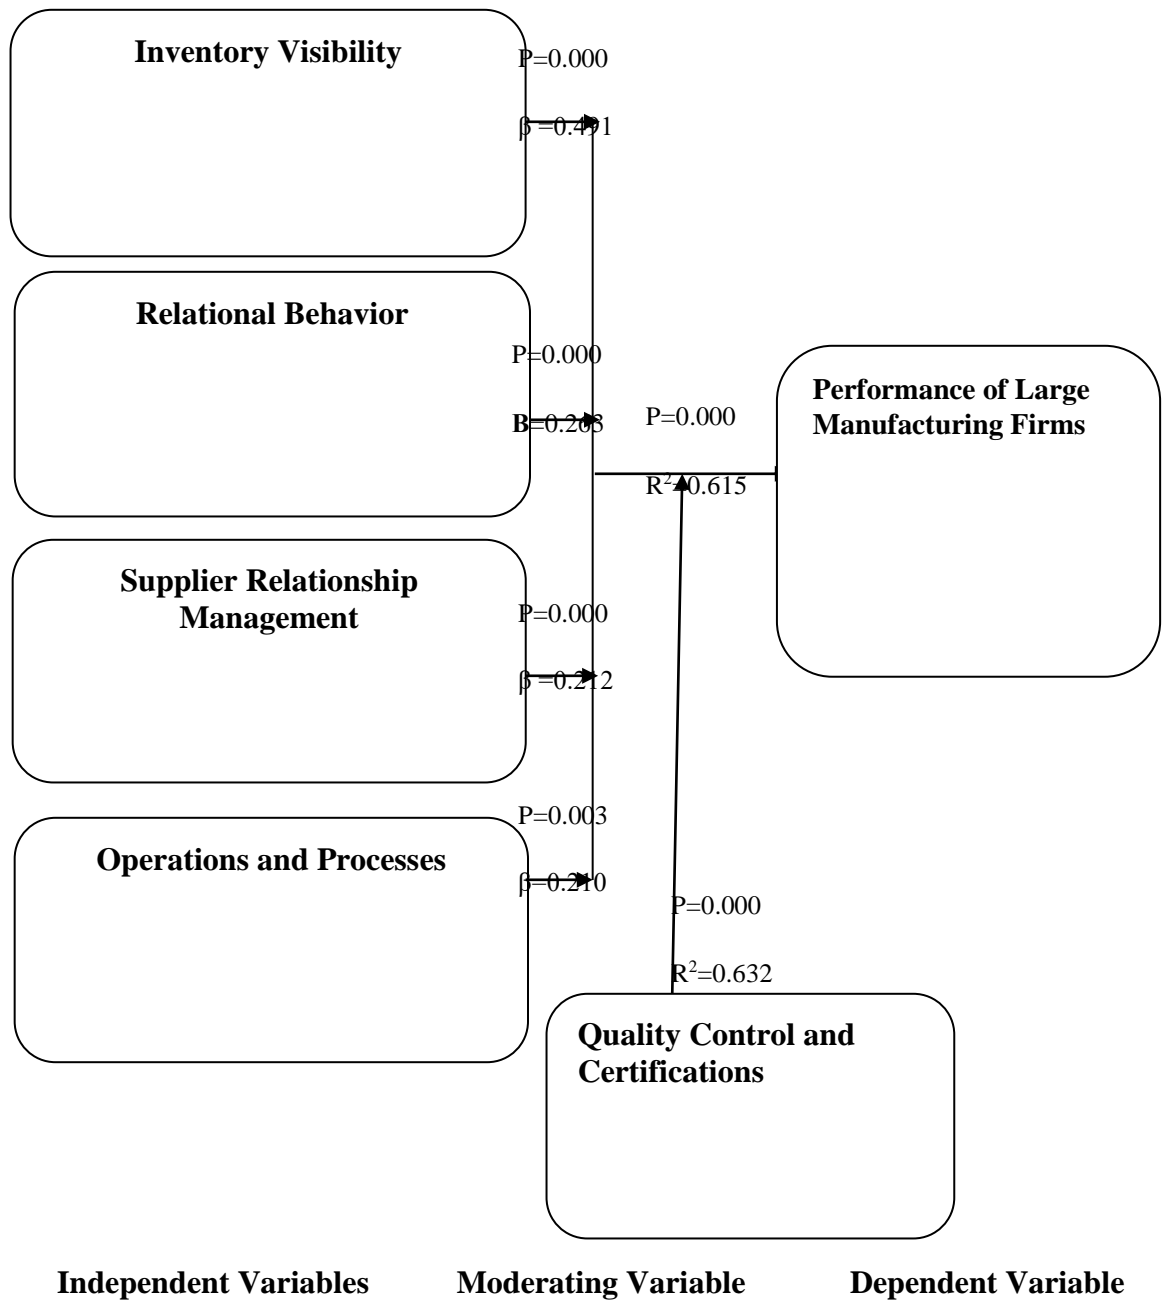 Inventory Visibility
P=0.000
β =0.491
Relational Behavior
P=0.000
B=0.263
P=0.000
R²=0.615
Performance of Large
Manufacturing Firms
Supplier Relationship
Management
P=0.000
β =0.212
P=0.003
β=0.210
Operations and Processes
P=0.000
R²=0.632
Quality Control and
Certifications
Independent Variables
Moderating Variable
Dependent Variable